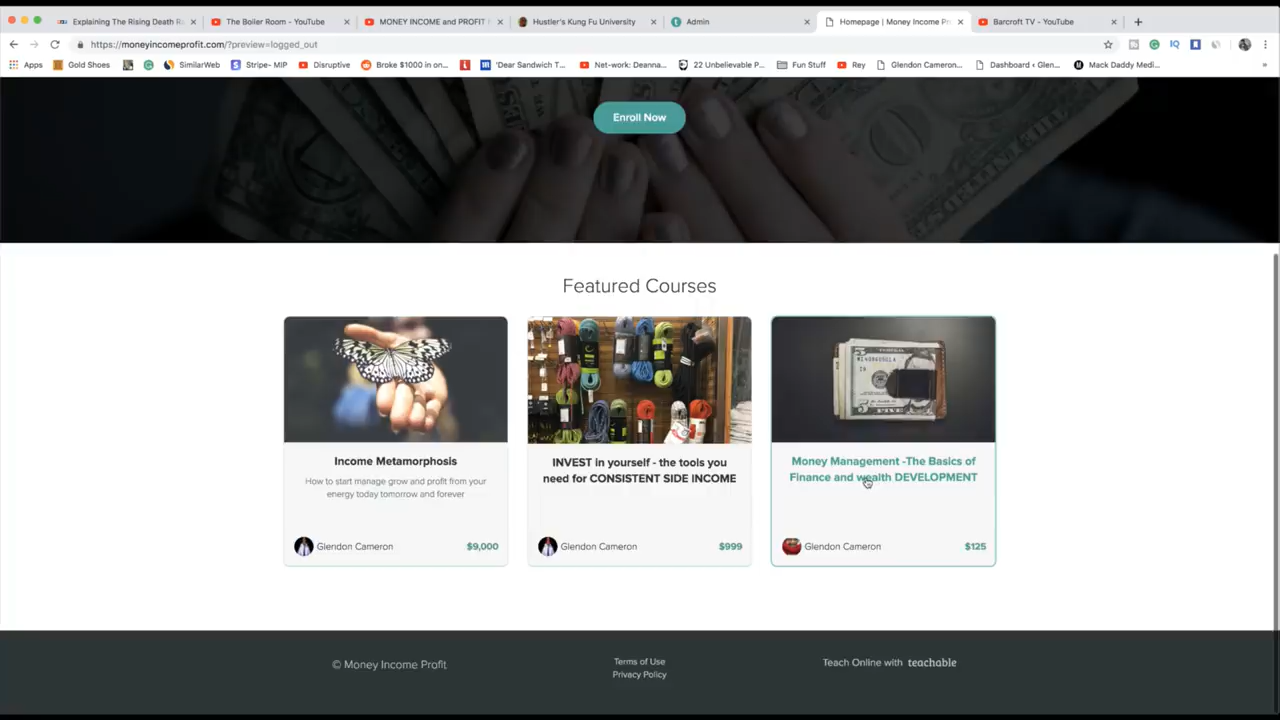 Explaining The Rising Death R
The Boiler Room - YouTube
MONEY INCOME and PROFIT
Hustler's Kung Fu University
Admin
Homepage | Money Income Pr
Barcroft TV - YouTube
https://moneyincomeprofit.com/?preview=logged_out
Apps
Gold Shoes
SimilarWeb
Stripe- MIP
Disruptive
Broke $1000 in on...
'Dear Sandwich T...
Net-work: Deanna...
22 Unbelievable P...
Fun Stuff
Rey
Glendon Cameron...
Dashboard ‹ Glen...
Mack Daddy Medi...
»
Enroll Now
Featured Courses
Income Metamorphosis
How to start manage grow and profit from your
energy today tomorrow and forever
Glendon Cameron
$9,000
INVEST in yourself - the tools you
need for CONSISTENT SIDE INCOME
Glendon Cameron
$999
Money Management -The Basics of
Finance and wealth DEVELOPMENT
Glendon Cameron
$125
© Money Income Profit
Terms of Use
Privacy Policy
Teach Online with teachable